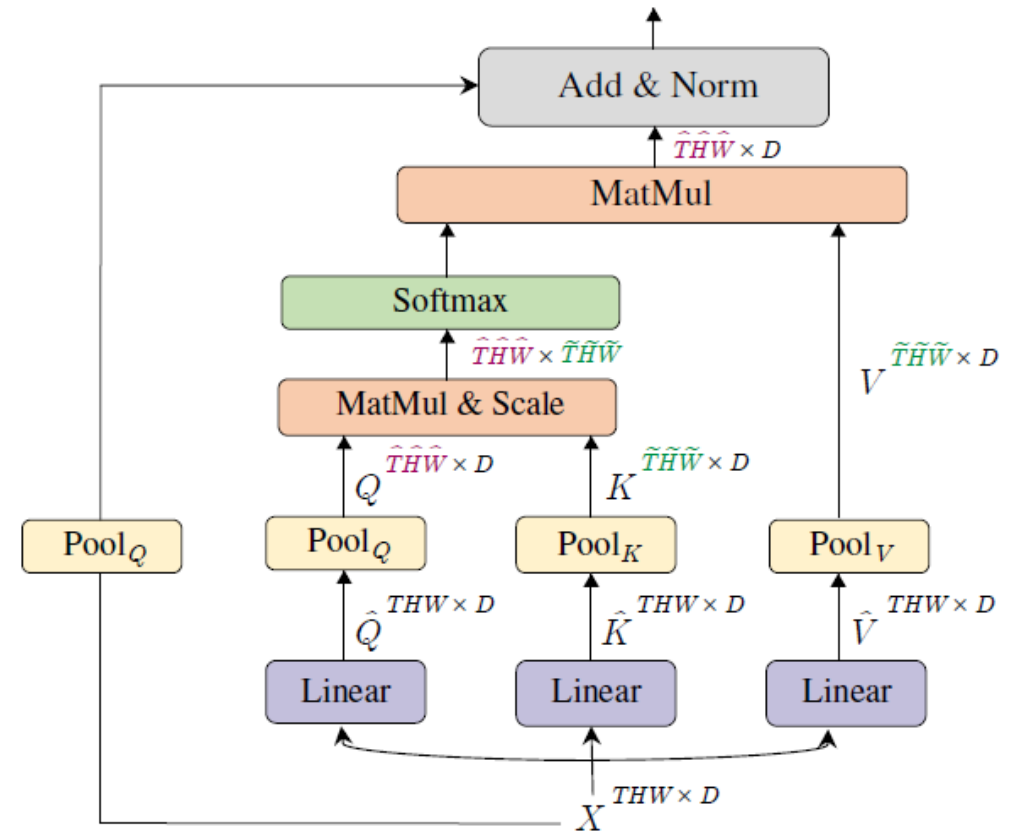 Add & Norm
T̂ĤŴ × D
MatMul
Softmax
T̂ĤŴ × T̃H̃W̃
V T̃H̃W̃ × D
MatMul & Scale
Q T̂ĤŴ × D
K T̃H̃W̃ × D
Pool_Q
Pool_Q
Pool_K
Pool_V
Q̂ THW × D
K̂ THW × D
V̂ THW × D
Linear
Linear
Linear
X THW × D